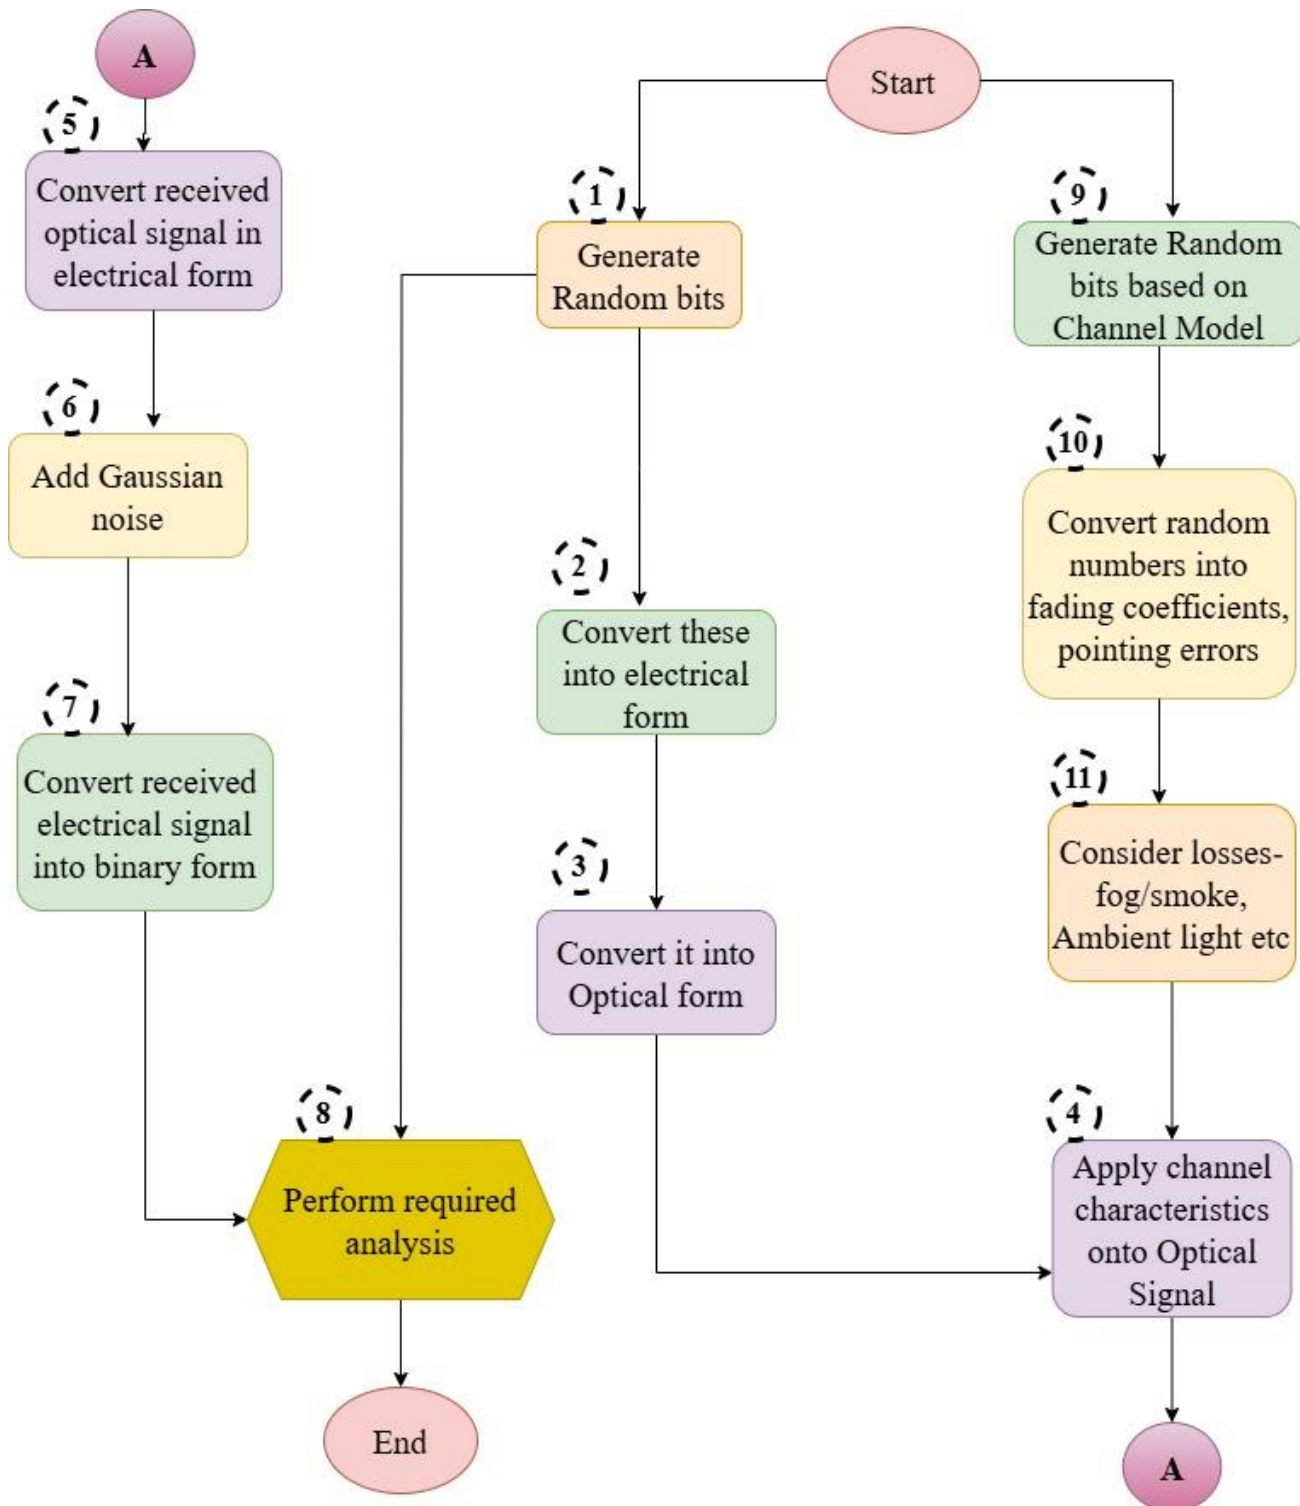 A
5
Convert received
optical signal in
electrical form
6
Add Gaussian
noise
7
Convert received
electrical signal
into binary form
Start
1
Generate
Random bits
2
Convert these
into electrical
form
3
Convert it into
Optical form
8
Perform required
analysis
End
9
Generate Random
bits based on
Channel Model
10
Convert random
numbers into
fading coefficients,
pointing errors
11
Consider losses-
fog/smoke,
Ambient light etc
4
Apply channel
characteristics
onto Optical
Signal
A